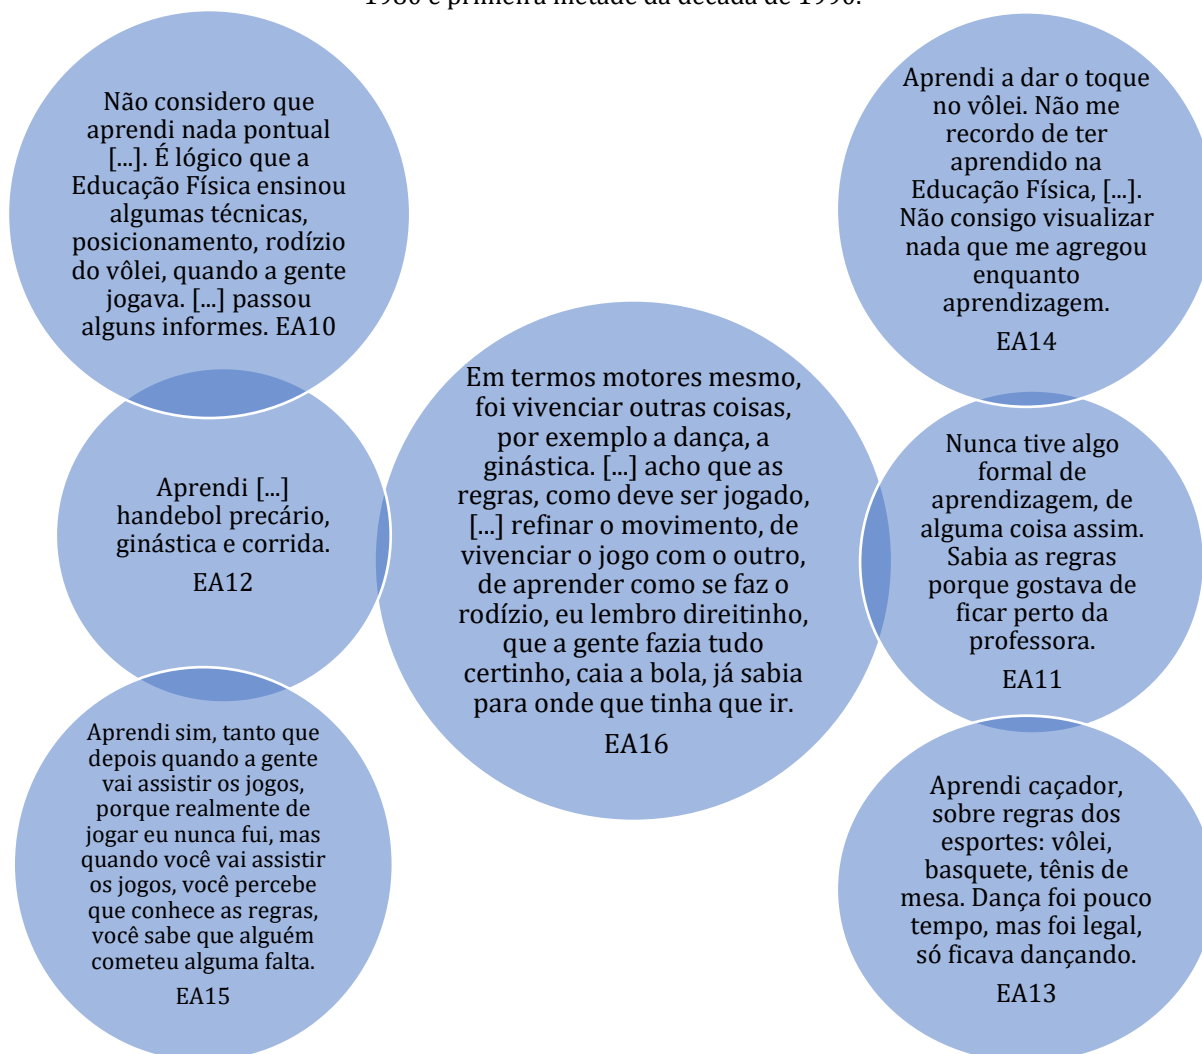 1980 e primeira metade da década de 1990.
Não considero que
aprendi nada pontual
[...]. É lógico que a
Educação Física ensinou
algumas técnicas,
posicionamento, rodízio
do vôlei, quando a gente
jogava. [...] passou
alguns informes. EA10
Aprendi [...]
handebol precário,
ginástica e corrida.
EA12
Aprendi sim, tanto que
depois quando a gente
vai assistir os jogos,
porque realmente de
jogar eu nunca fui, mas
quando você vai assistir
os jogos, você percebe
que conhece as regras,
você sabe que alguém
cometeu alguma falta.
EA15
Em termos motores mesmo,
foi vivenciar outras coisas,
por exemplo a dança, a
ginástica. [...] acho que as
regras, como deve ser jogado,
[...] refinar o movimento, de
vivenciar o jogo com o outro,
de aprender como se faz o
rodízio, eu lembro direitinho,
que a gente fazia tudo
certinho, caia a bola, já sabia
para onde que tinha que ir.
EA16
Aprendi a dar o toque
no vôlei. Não me
recordo de ter
aprendido na
Educação Física, [...].
Não consigo visualizar
nada que me agregou
enquanto
aprendizagem.
EA14
Nunca tive algo
formal de
aprendizagem, de
alguma coisa assim.
Sabia as regras
porque gostava de
ficar perto da
professora.
EA11
Aprendi caçador,
sobre regras dos
esportes: vôlei,
basquete, tênis de
mesa. Dança foi pouco
tempo, mas foi legal,
só ficava dançando.
EA13